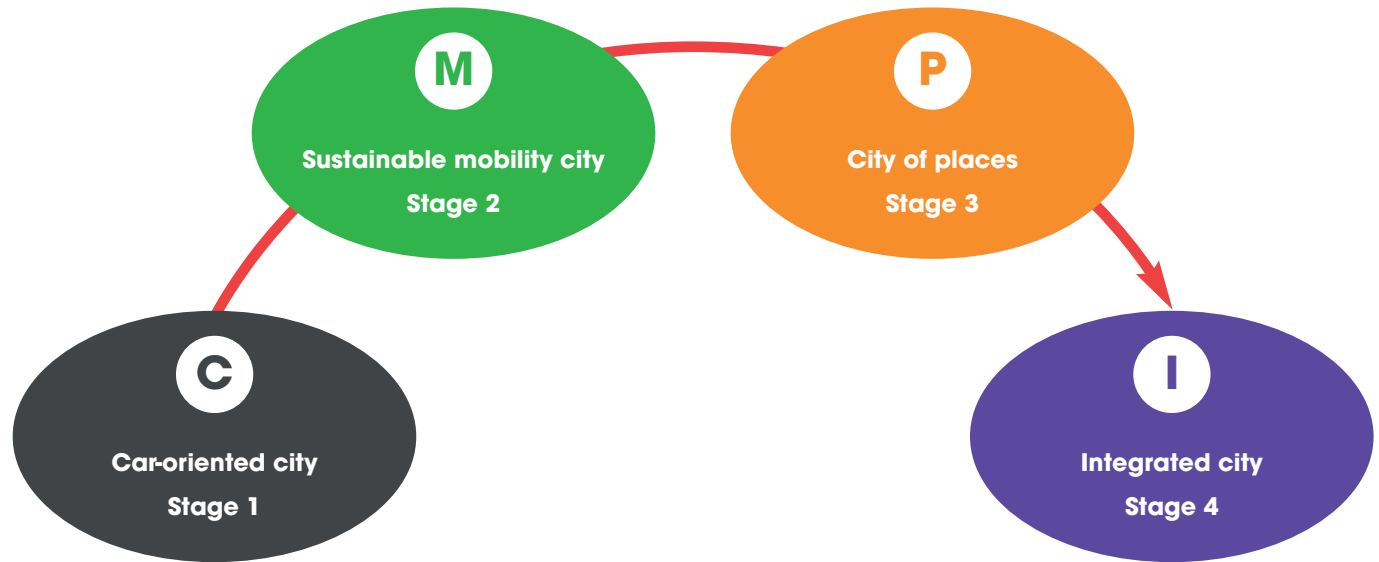 C
Car-oriented city
Stage 1
M
Sustainable mobility city
Stage 2
P
City of places
Stage 3
I
Integrated city
Stage 4